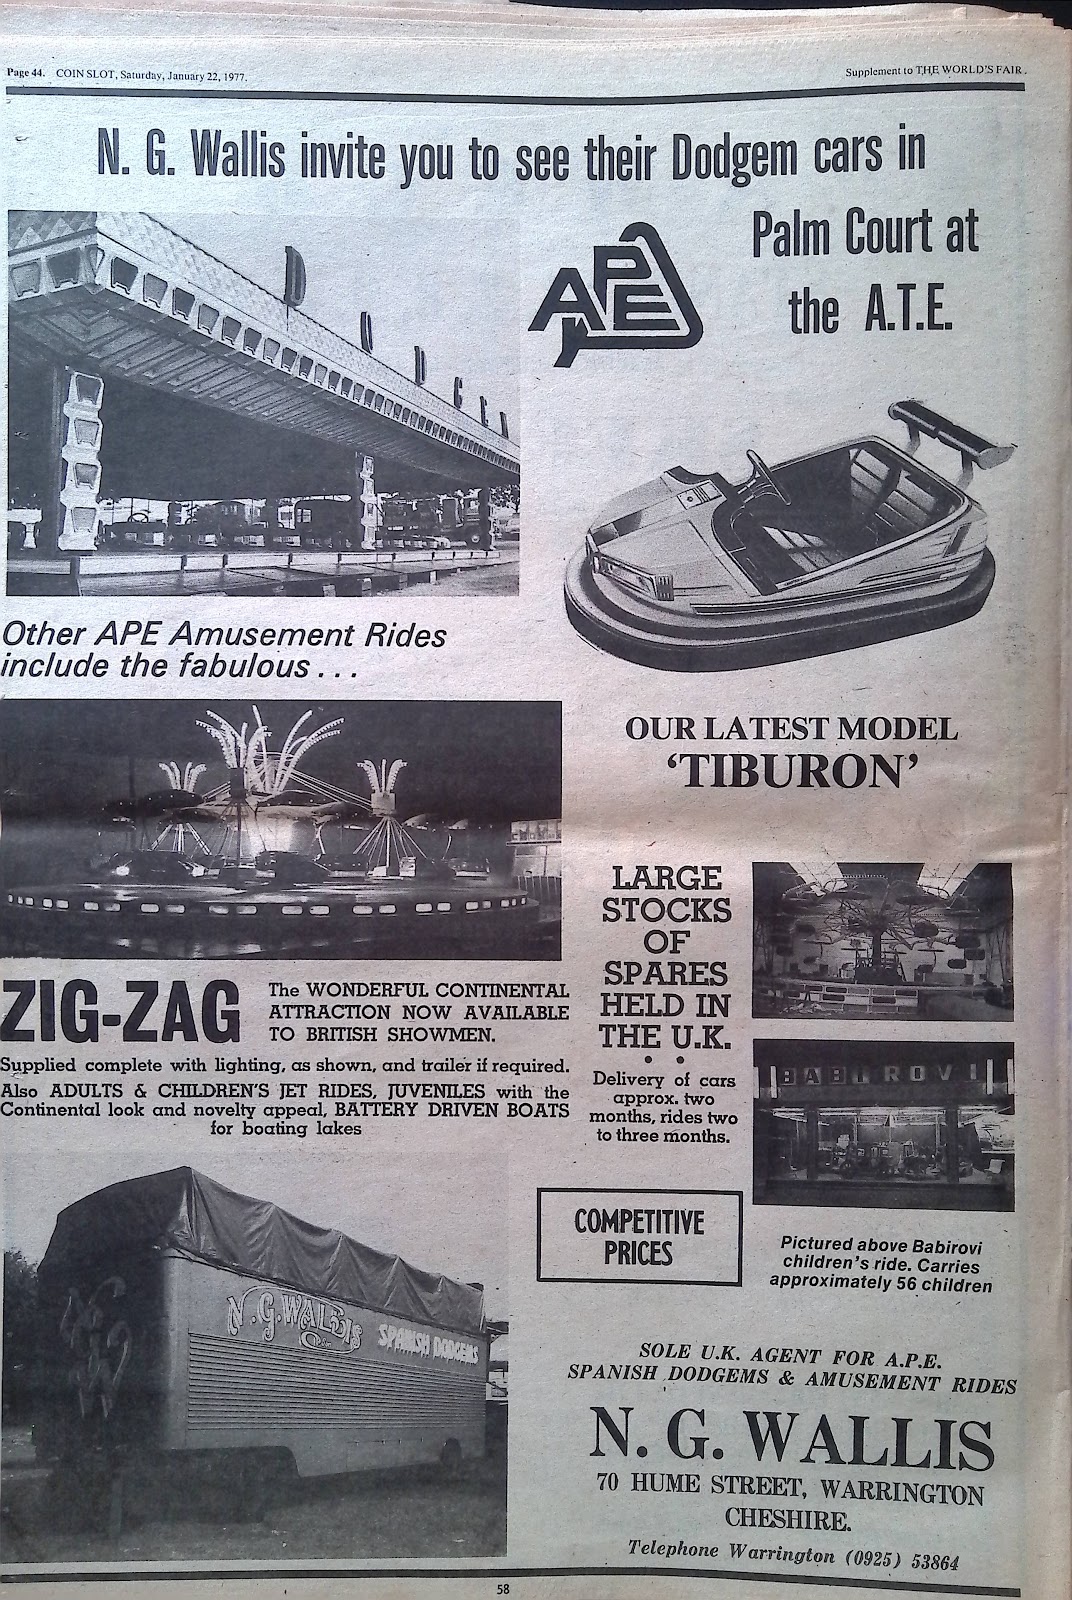 Page 44. COIN SLOT, Saturday, January 22, 1977.
Supplement to THE WORLD'S FAIR.
N. G. Wallis invite you to see their Dodgem cars in
Palm Court at
the A.T.E.
APE
D O D G E M
Other APE Amusement Rides
include the fabulous . . .
OUR LATEST MODEL
‘TIBURON’
LARGE
STOCKS
OF
SPARES
HELD IN
THE U.K.
• •
Delivery of cars
approx. two
months, rides two
to three months.
ZIG-ZAG
The WONDERFUL CONTINENTAL
ATTRACTION NOW AVAILABLE
TO BRITISH SHOWMEN.
Supplied complete with lighting, as shown, and trailer if required.
Also ADULTS & CHILDREN'S JET RIDES, JUVENILES with the
Continental look and novelty appeal, BATTERY DRIVEN BOATS
for boating lakes
BABIROVI
COMPETITIVE
PRICES
Pictured above Babirovi
children's ride. Carries
approximately 56 children
N.G. WALLIS
SPANISH DODGEMS
SOLE U.K. AGENT FOR A.P.E.
SPANISH DODGEMS & AMUSEMENT RIDES
N. G. WALLIS
70 HUME STREET, WARRINGTON
CHESHIRE.
Telephone Warrington (0925) 53864
58